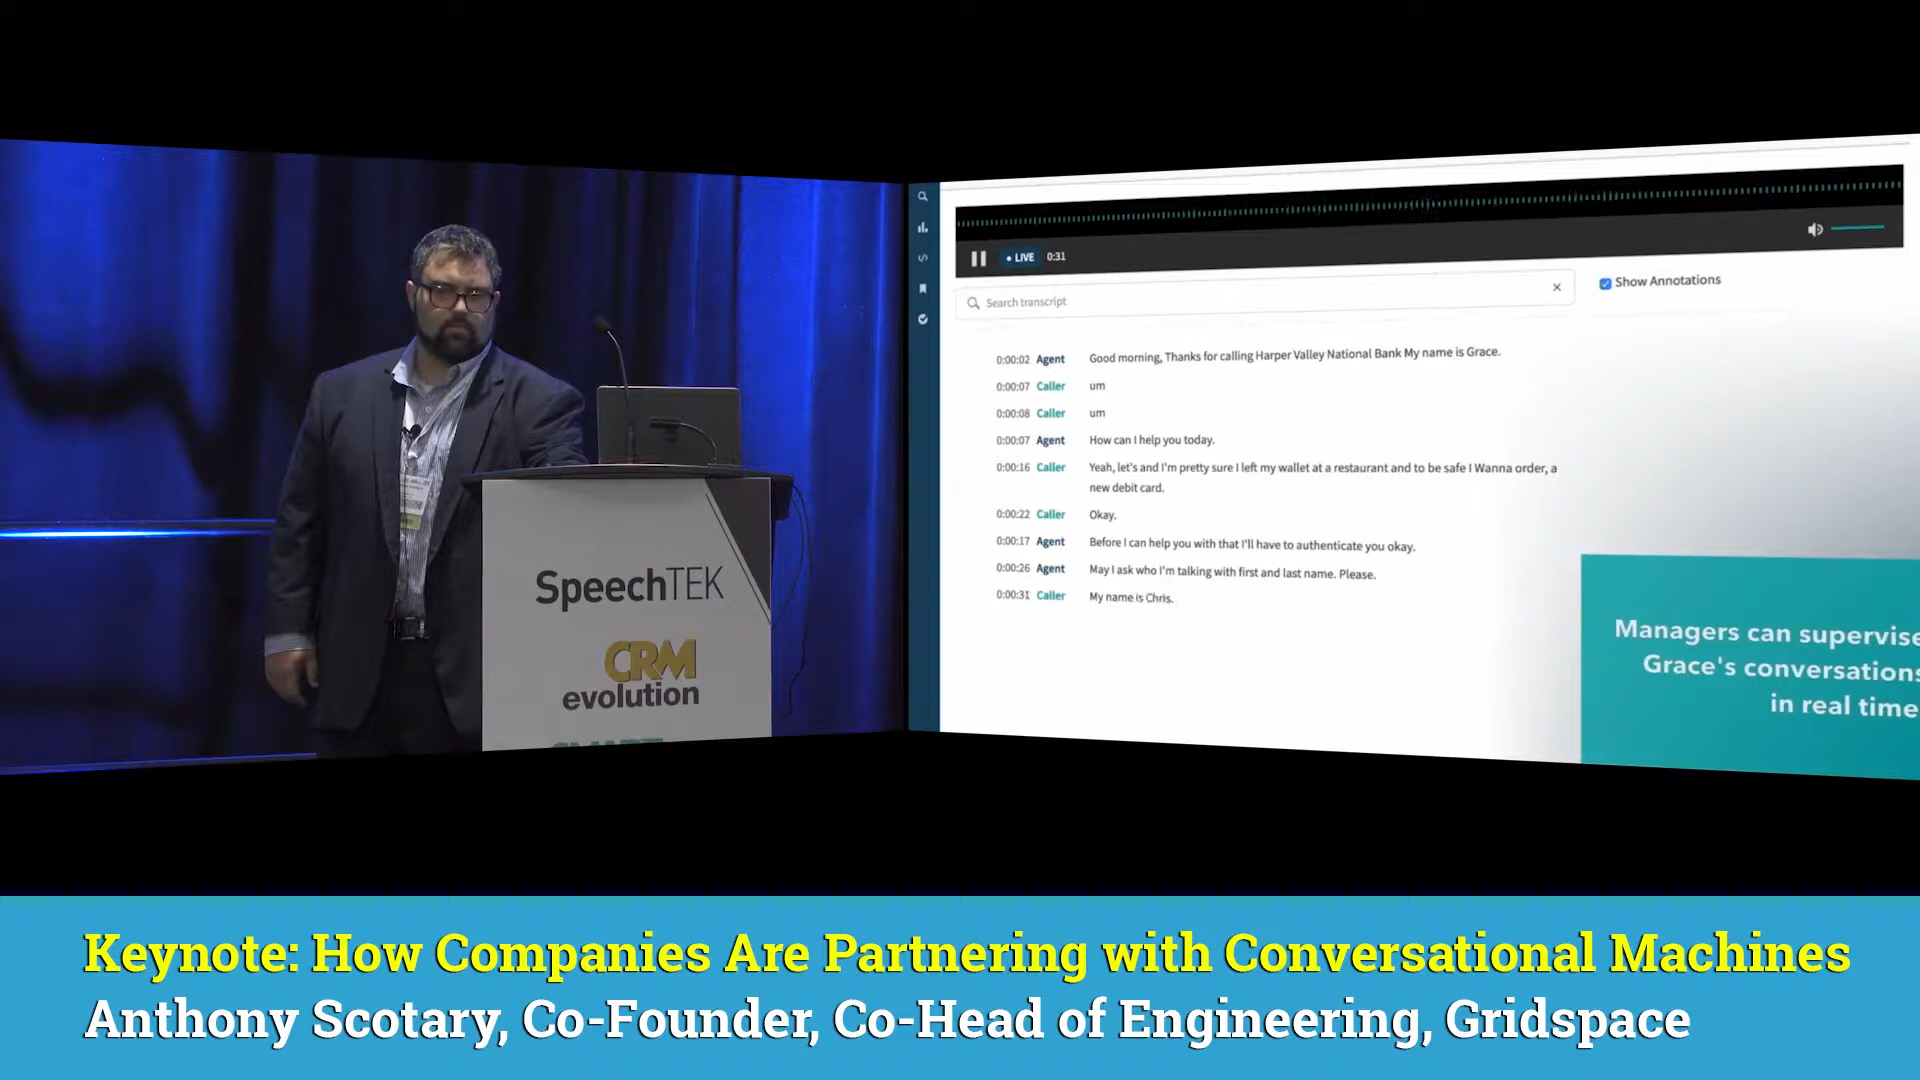 LIVE 0:31
Search transcript
Show Annotations
0:00:02 Agent Good morning, Thanks for calling Harper Valley National Bank My name is Grace.
0:00:07 Caller um
0:00:08 Caller um
0:00:07 Agent How can I help you today.
0:00:16 Caller Yeah, let's and I'm pretty sure I left my wallet at a restaurant and to be safe I Wanna order, a
new debit card.
0:00:22 Caller Okay.
0:00:17 Agent Before I can help you with that I'll have to authenticate you okay.
0:00:26 Agent May I ask who I'm talking with first and last name. Please.
0:00:31 Caller My name is Chris.
Managers can supervise
Grace's conversations
in real time
SpeechTEK
CRM
evolution
Keynote: How Companies Are Partnering with Conversational Machines
Anthony Scotary, Co-Founder, Co-Head of Engineering, Gridspace